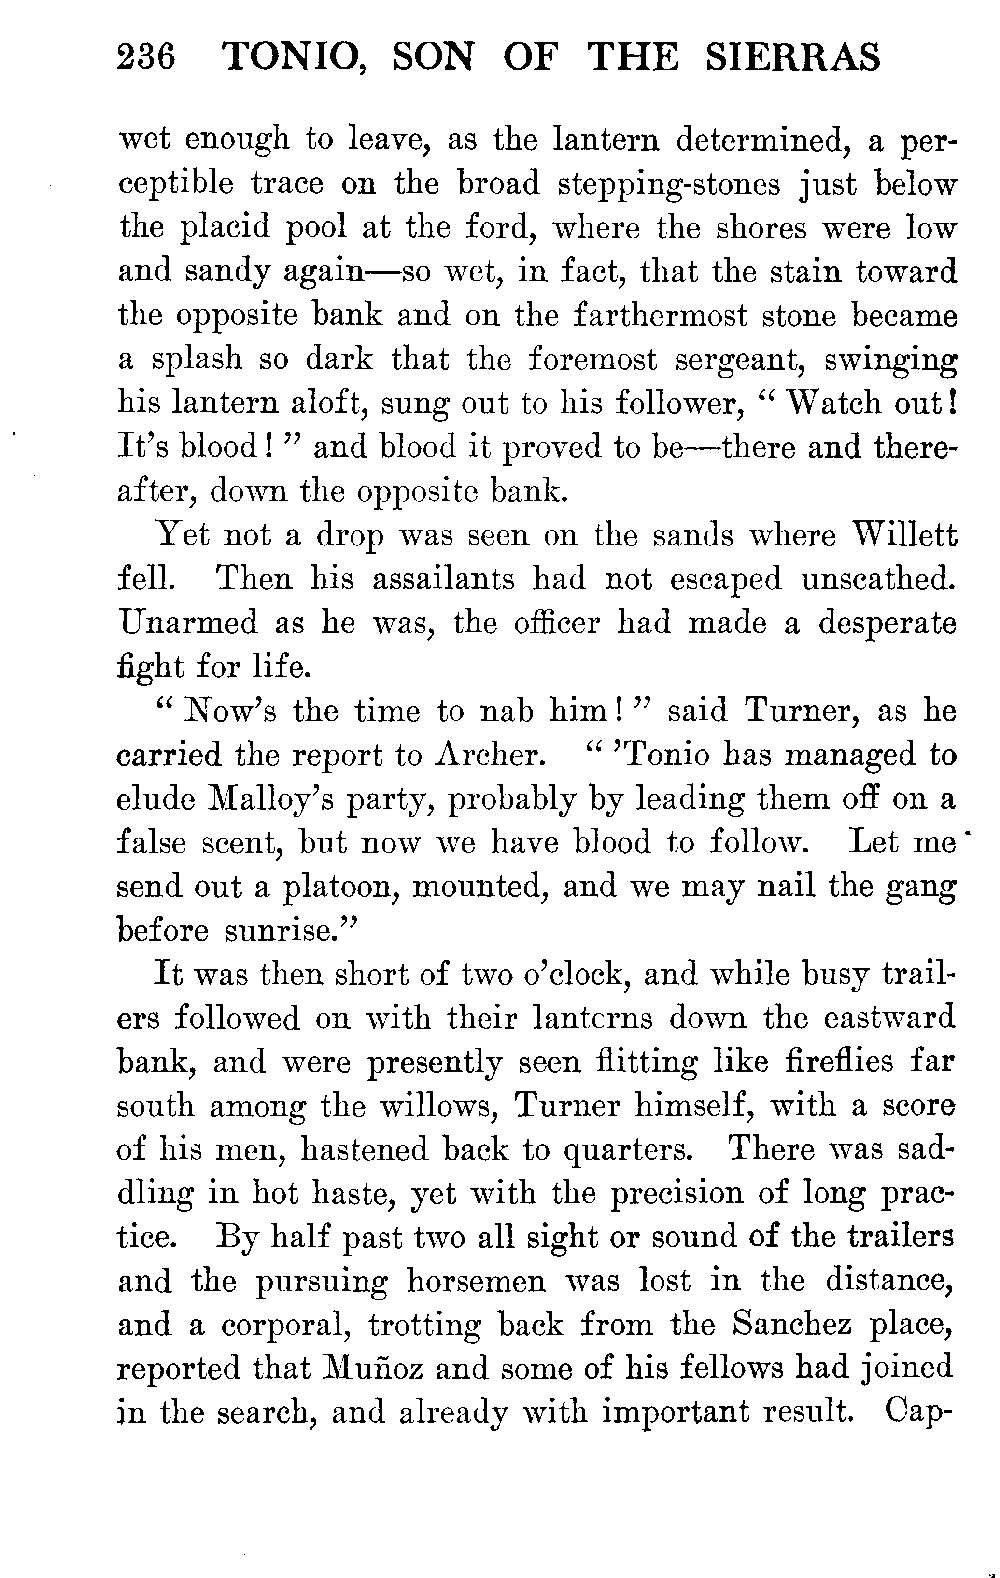 236 TONIO, SON OF THE SIERRAS
wet enough to leave, as the lantern determined, a per-
ceptible trace on the broad stepping-stones just below
the placid pool at the ford, where the shores were low
and sandy again—so wet, in fact, that the stain toward
the opposite bank and on the farthermost stone became
a splash so dark that the foremost sergeant, swinging
his lantern aloft, sung out to his follower, “ Watch out!
It’s blood! ” and blood it proved to be—there and there-
after, down the opposite bank.
Yet not a drop was seen on the sands where Willett
fell. Then his assailants had not escaped unscathed.
Unarmed as he was, the officer had made a desperate
fight for life.
“ Now’s the time to nab him! ” said Turner, as he
carried the report to Archer. “ ’Tonio has managed to
elude Malloy’s party, probably by leading them off on a
false scent, but now we have blood to follow. Let me
send out a platoon, mounted, and we may nail the gang
before sunrise.”
It was then short of two o’clock, and while busy trail-
ers followed on with their lanterns down the eastward
bank, and were presently seen flitting like fireflies far
south among the willows, Turner himself, with a score
of his men, hastened back to quarters. There was sad-
dling in hot haste, yet with the precision of long prac-
tice. By half past two all sight or sound of the trailers
and the pursuing horsemen was lost in the distance,
and a corporal, trotting back from the Sanchez place,
reported that Muñoz and some of his fellows had joined
in the search, and already with important result. Cap-